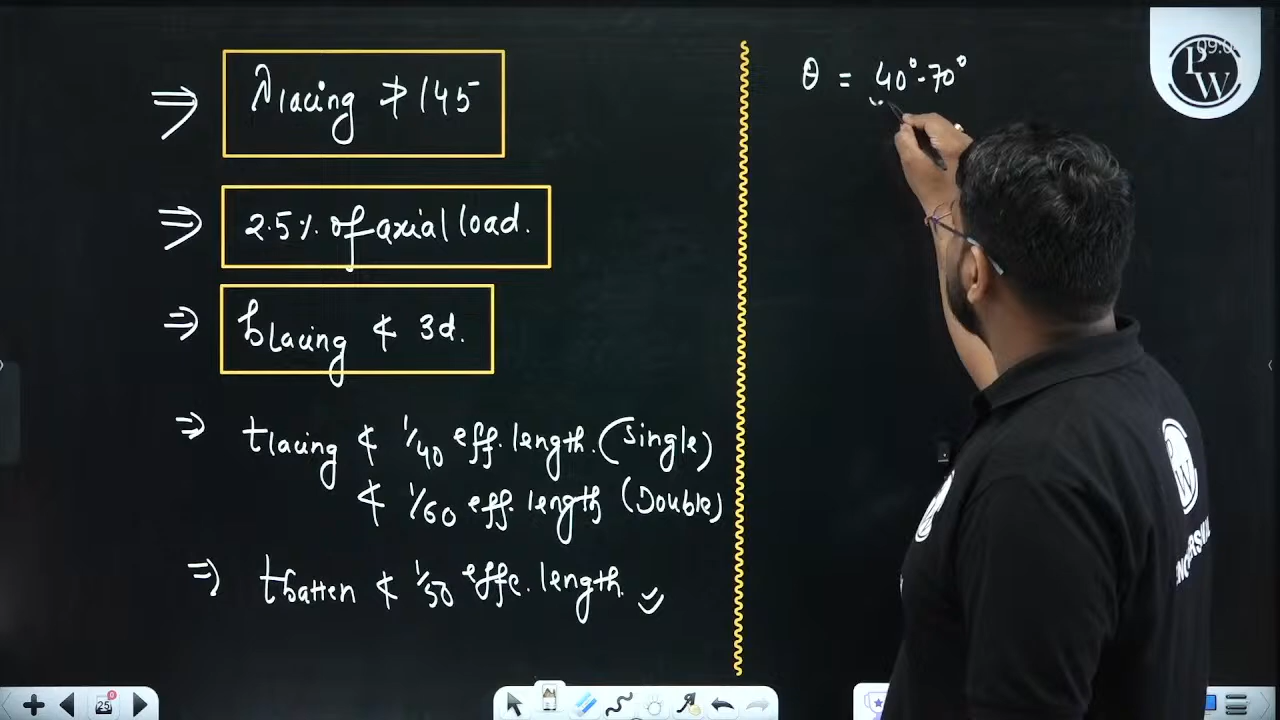 ⇒ λlacing ≯ 145
⇒ 2.5% of axial load.
⇒ blacing ≮ 3d.
⇒ tlacing ≮ 1/40 eff. length. (single)
≮ 1/60 eff. length (Double)
⇒ tbatten ≮ 1/50 effe. length.
θ = 40°-70°
PW
25